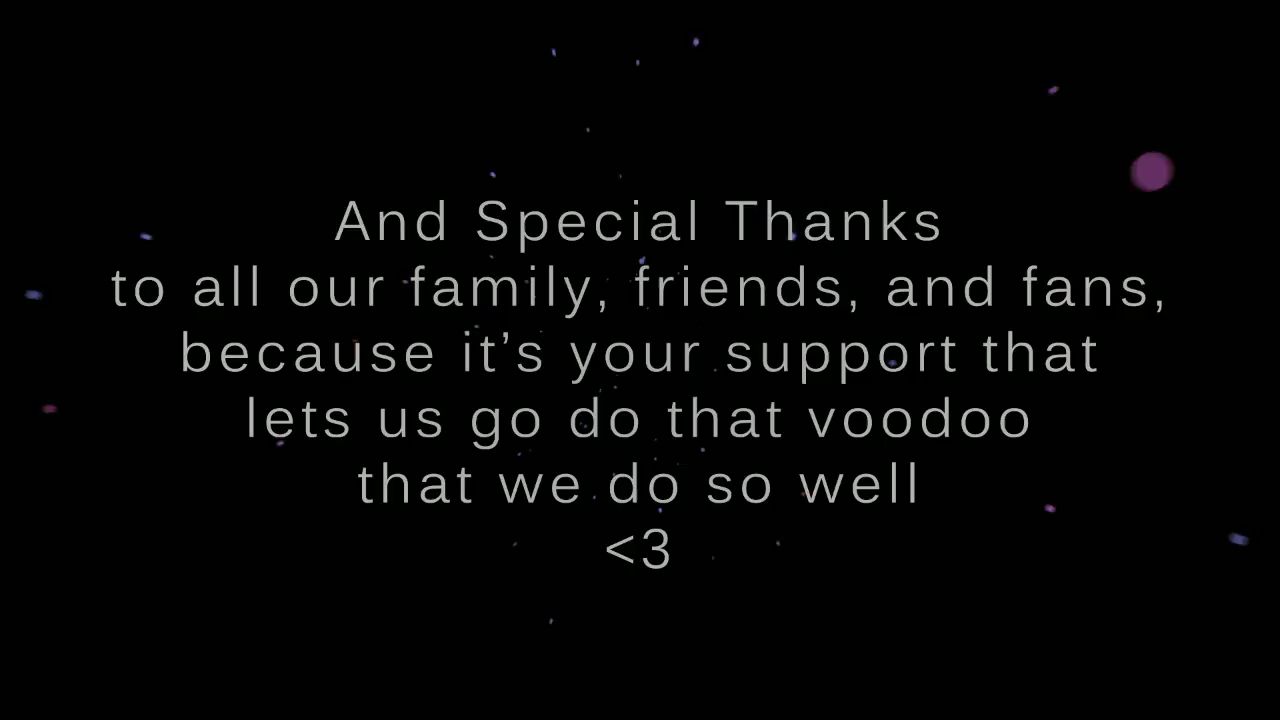 And Special Thanks
to all our family, friends, and fans,
because it’s your support that
lets us go do that voodoo
that we do so well
<3